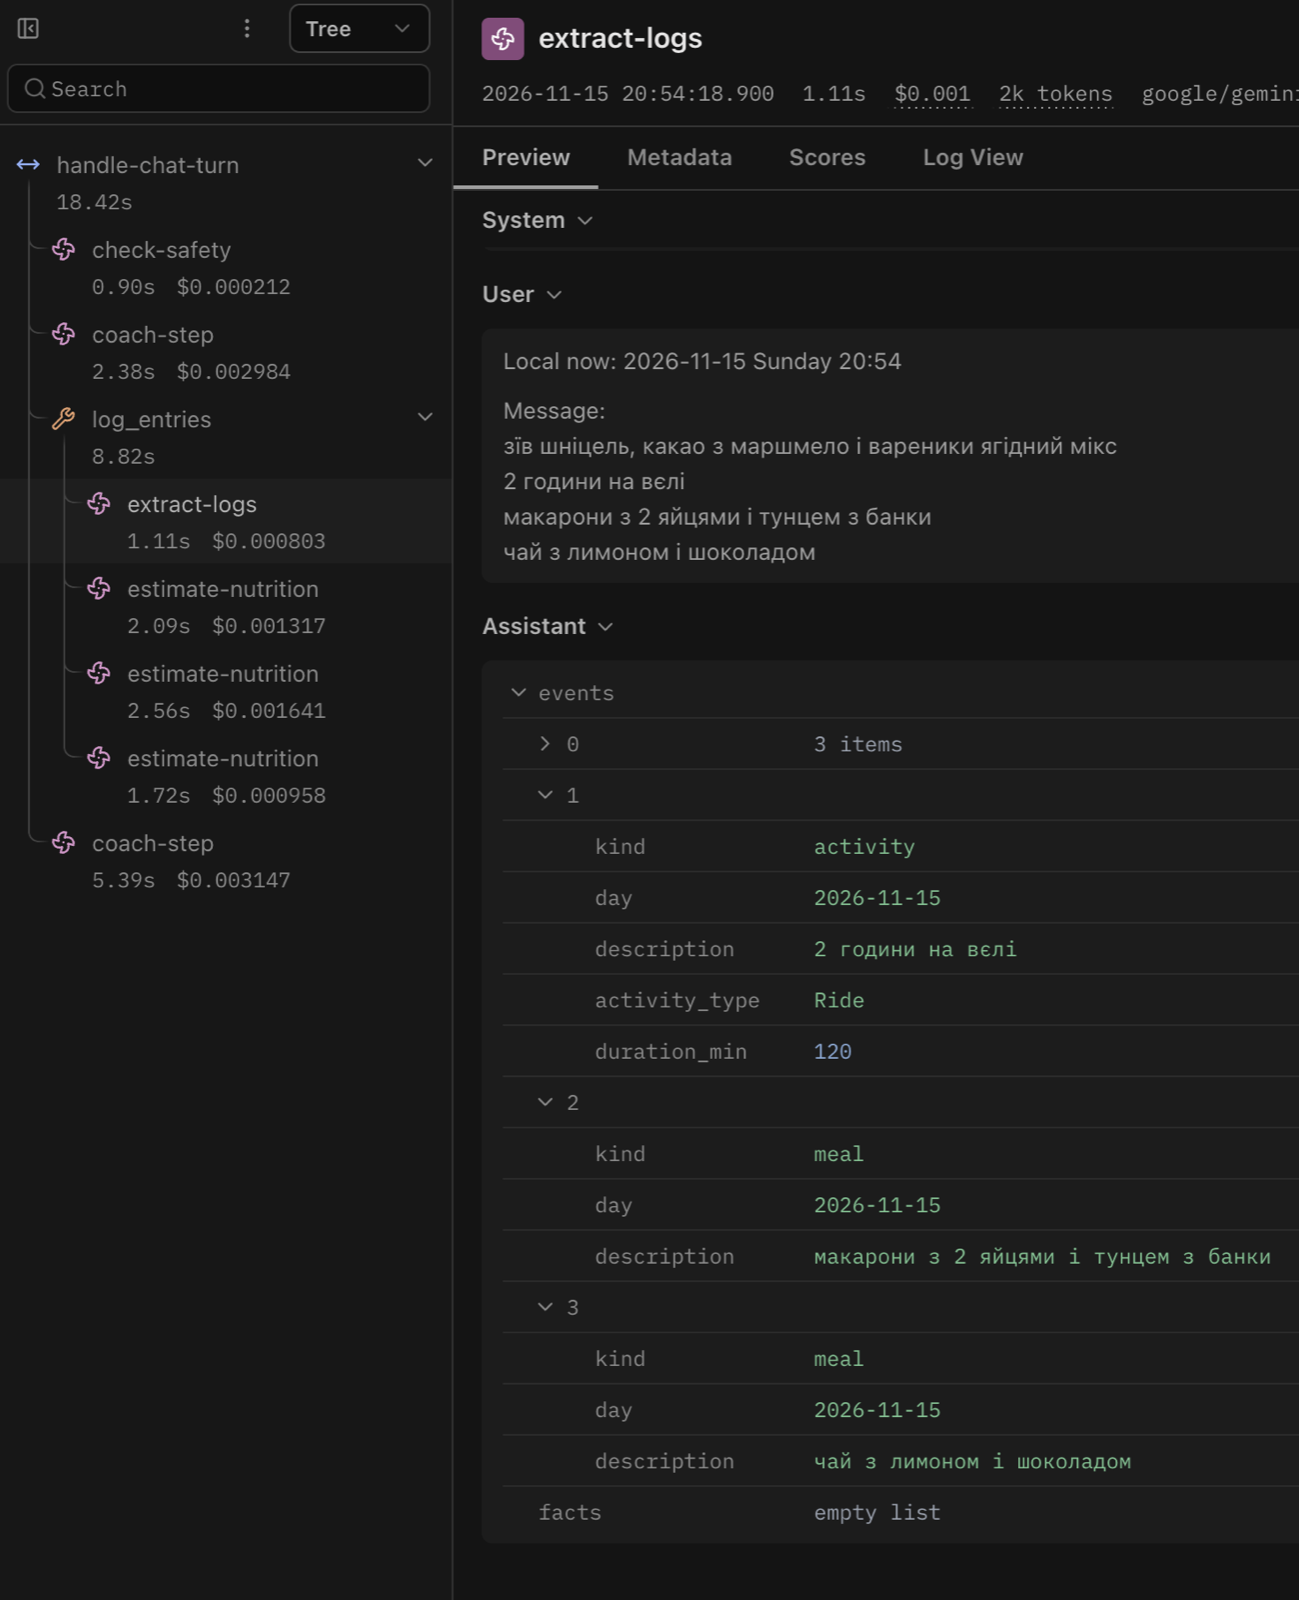 Tree
Search
handle-chat-turn
18.42s
check-safety
0.90s $0.000212
coach-step
2.38s $0.002984
log_entries
8.82s
extract-logs
1.11s $0.000803
estimate-nutrition
2.09s $0.001317
estimate-nutrition
2.56s $0.001641
estimate-nutrition
1.72s $0.000958
coach-step
5.39s $0.003147
extract-logs
2026-11-15 20:54:18.900 1.11s $0.001 2k tokens google/gemin
Preview Metadata Scores Log View
System
User
Local now: 2026-11-15 Sunday 20:54
Message:
зїв шніцель, какао з маршмело і вареники ягідний мікс
2 години на вєлі
макарони з 2 яйцями і тунцем з банки
чай з лимоном і шоколадом
Assistant
events
0 3 items
1
kind activity
day 2026-11-15
description 2 години на вєлі
activity_type Ride
duration_min 120
2
kind meal
day 2026-11-15
description макарони з 2 яйцями і тунцем з банки
3
kind meal
day 2026-11-15
description чай з лимоном і шоколадом
facts empty list